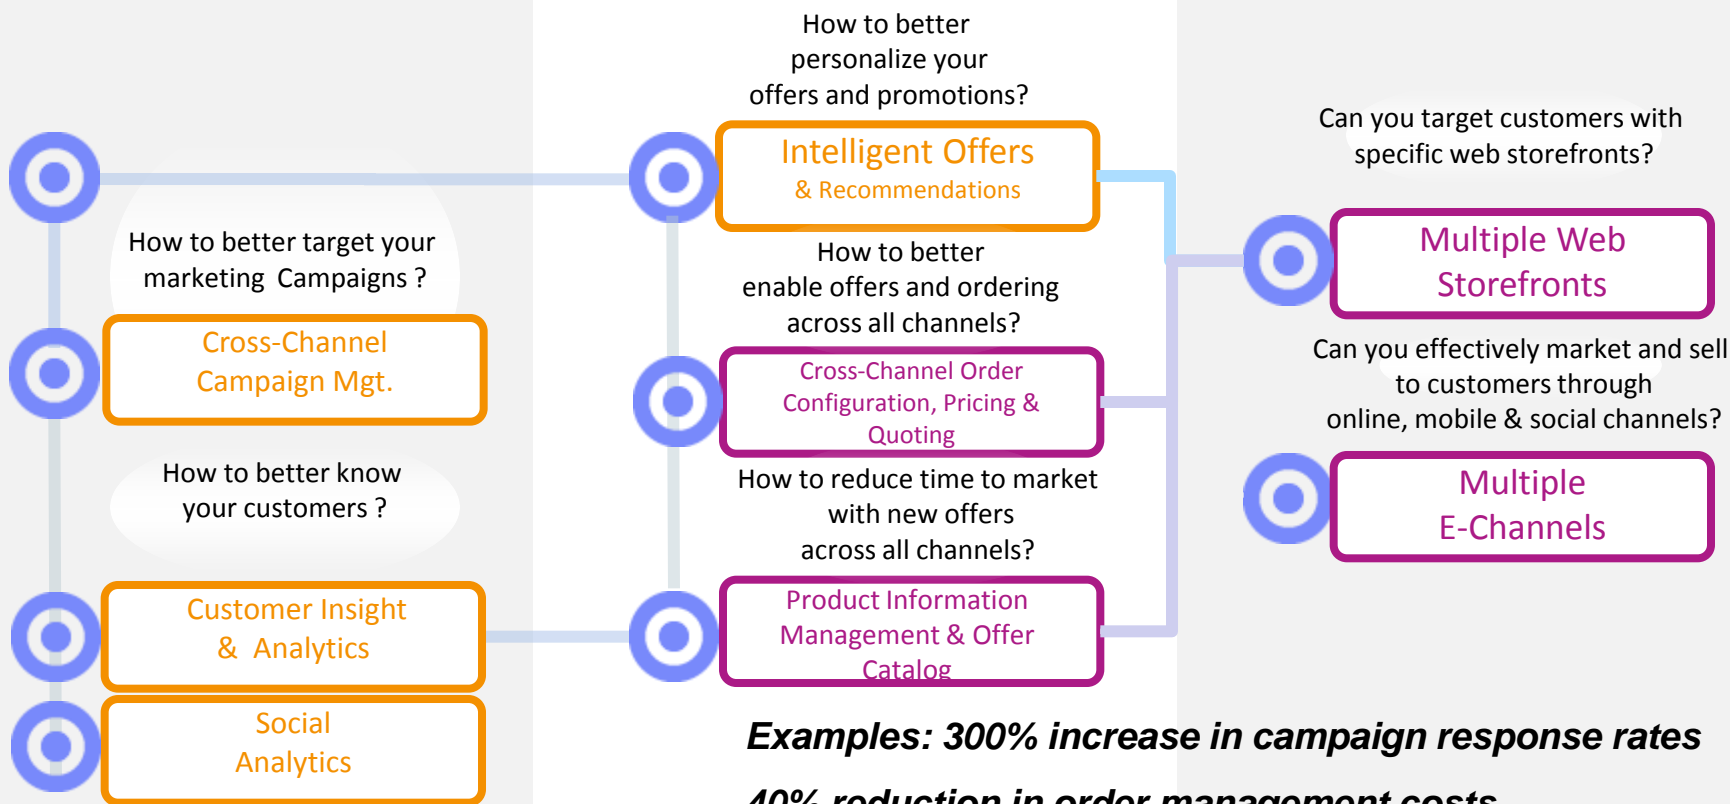 How to better target your
marketing Campaigns ?
Cross-Channel
Campaign Mgt.
How to better know
your customers ?
Customer Insight
& Analytics
Social
Analytics
How to better
personalize your
offers and promotions?
Intelligent Offers
& Recommendations
How to better
enable offers and ordering
across all channels?
Cross-Channel Order
Configuration, Pricing &
Quoting
How to reduce time to market
with new offers
across all channels?
Product Information
Management & Offer
Catalog
Can you target customers with
specific web storefronts?
Multiple Web
Storefronts
Can you effectively market and sell
to customers through
online, mobile & social channels?
Multiple
E-Channels
Examples: 300% increase in campaign response rates
40% reduction in order management costs